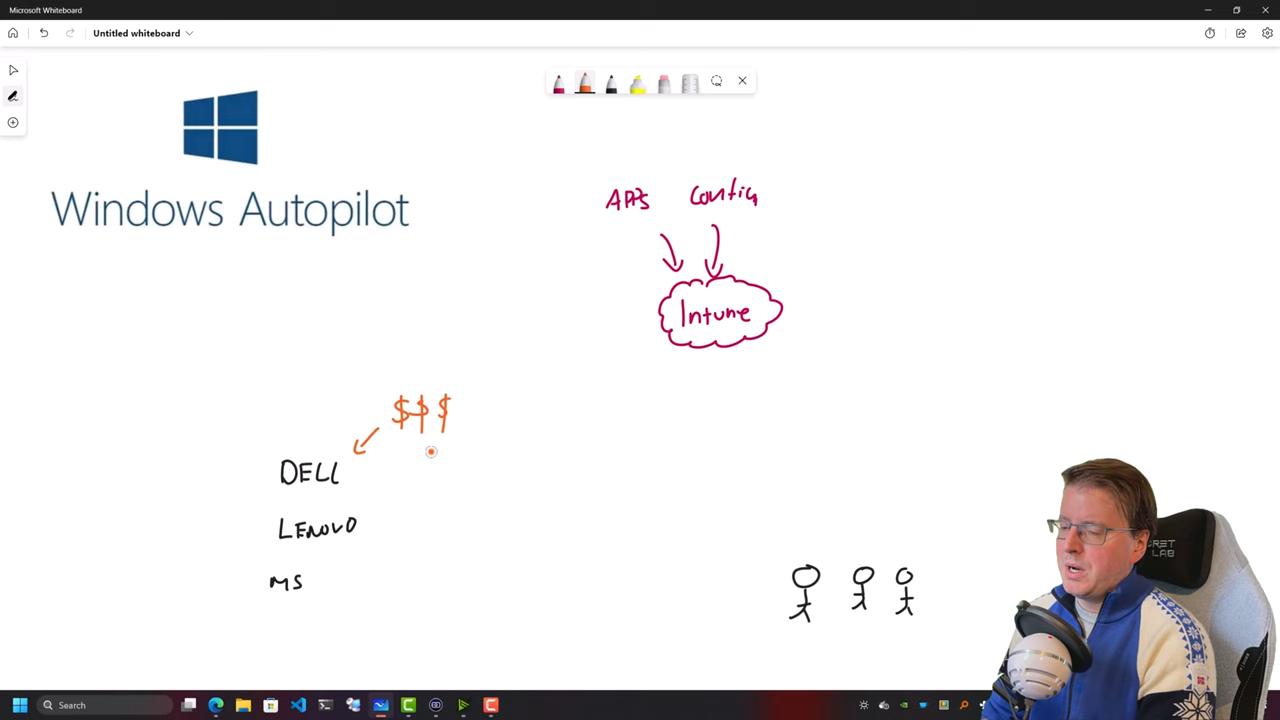 Microsoft Whiteboard
Untitled whiteboard
Windows Autopilot
APPS Config
Intune
$$$
DELL
LENOVO
MS
Search